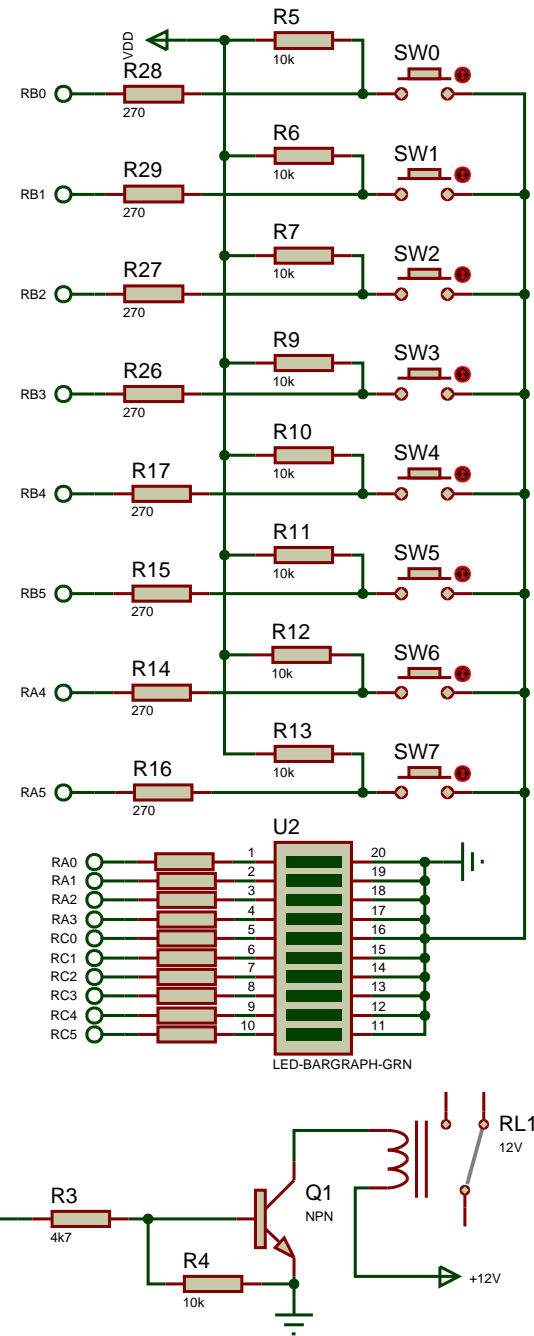 R5
VDD
10k
SW0
R28
RB0
270
R6
10k
SW1
R29
RB1
270
R7
10k
SW2
R27
RB2
270
R9
10k
SW3
R26
RB3
270
R10
10k
SW4
R17
RB4
270
R11
10k
SW5
R15
RB5
270
R12
10k
SW6
R14
RA4
270
R13
10k
SW7
R16
RA5
270
U2
RA0 1 20
RA1 2 19
RA2 3 18
RA3 4 17
RC0 5 16
RC1 6 15
RC2 7 14
RC3 8 13
RC4 9 12
RC5 10 11
LED-BARGRAPH-GRN
RL1
12V
R3
4k7
Q1
NPN
R4
10k
+12V